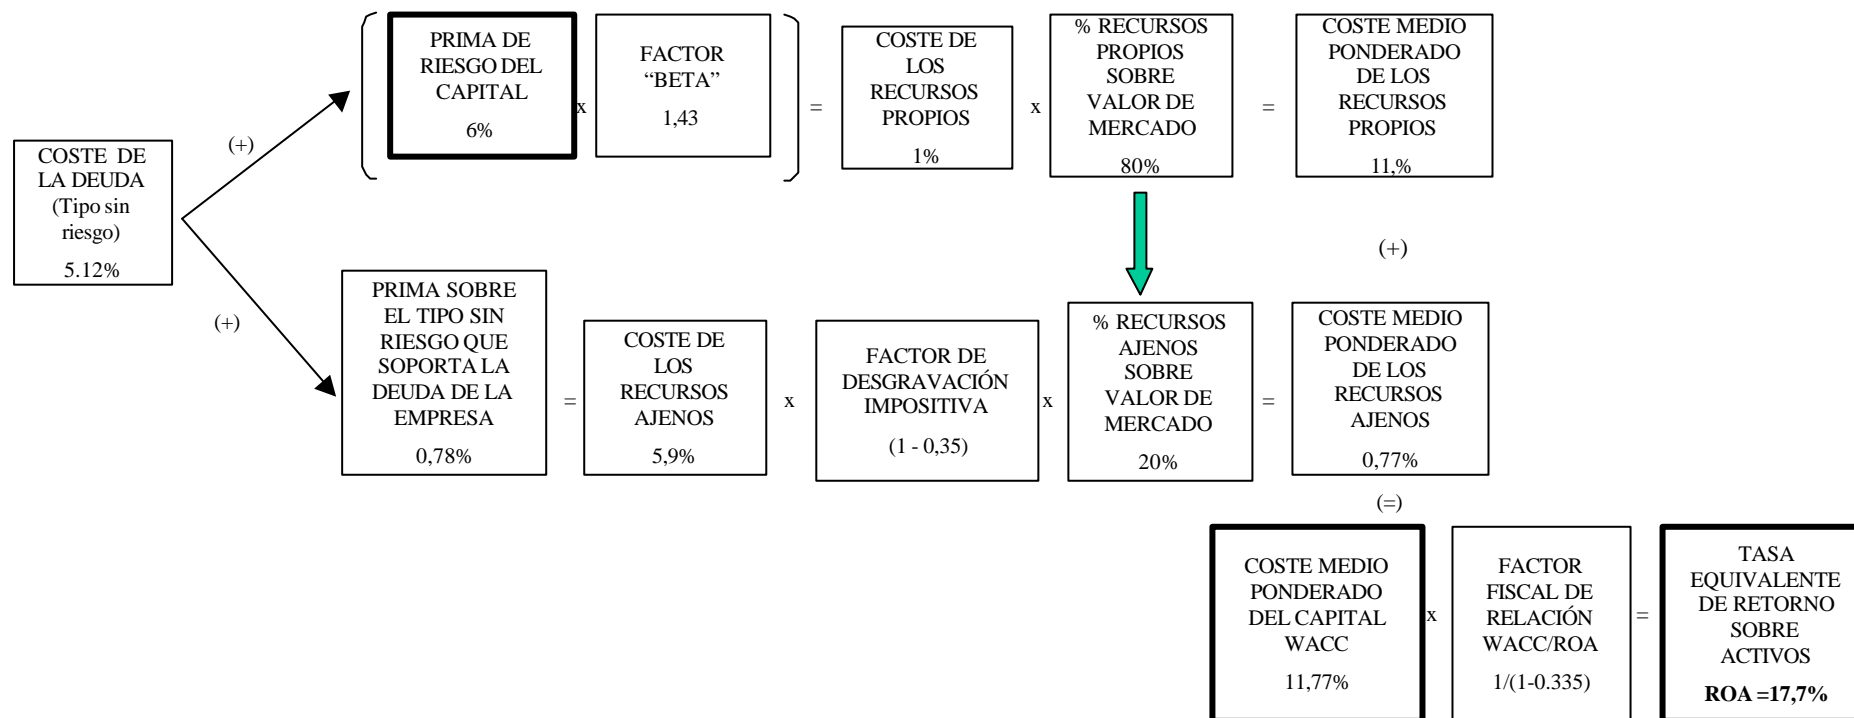 PRIMA DE
RIESGO DEL
CAPITAL
6%
x
FACTOR
“BETA”
1,43
=
COSTE DE
LOS
RECURSOS
PROPIOS
1%
x
% RECURSOS
PROPIOS
SOBRE
VALOR DE
MERCADO
80%
=
COSTE MEDIO
PONDERADO
DE LOS
RECURSOS
PROPIOS
11,%
(+)
COSTE DE
LA DEUDA
(Tipo sin
riesgo)
5.12%
(+)
(+)
PRIMA SOBRE
EL TIPO SIN
RIESGO QUE
SOPORTA LA
DEUDA DE LA
EMPRESA
0,78%
=
COSTE DE
LOS
RECURSOS
AJENOS
5,9%
x
FACTOR DE
DESGRAVACIÓN
IMPOSITIVA
(1 - 0,35)
x
% RECURSOS
AJENOS
SOBRE
VALOR DE
MERCADO
20%
=
COSTE MEDIO
PONDERADO
DE LOS
RECURSOS
AJENOS
0,77%
(=)
COSTE MEDIO
PONDERADO
DEL CAPITAL
WACC
11,77%
x
FACTOR
FISCAL DE
RELACIÓN
WACC/ROA
1/(1-0.335)
=
TASA
EQUIVALENTE
DE RETORNO
SOBRE
ACTIVOS
ROA =17,7%